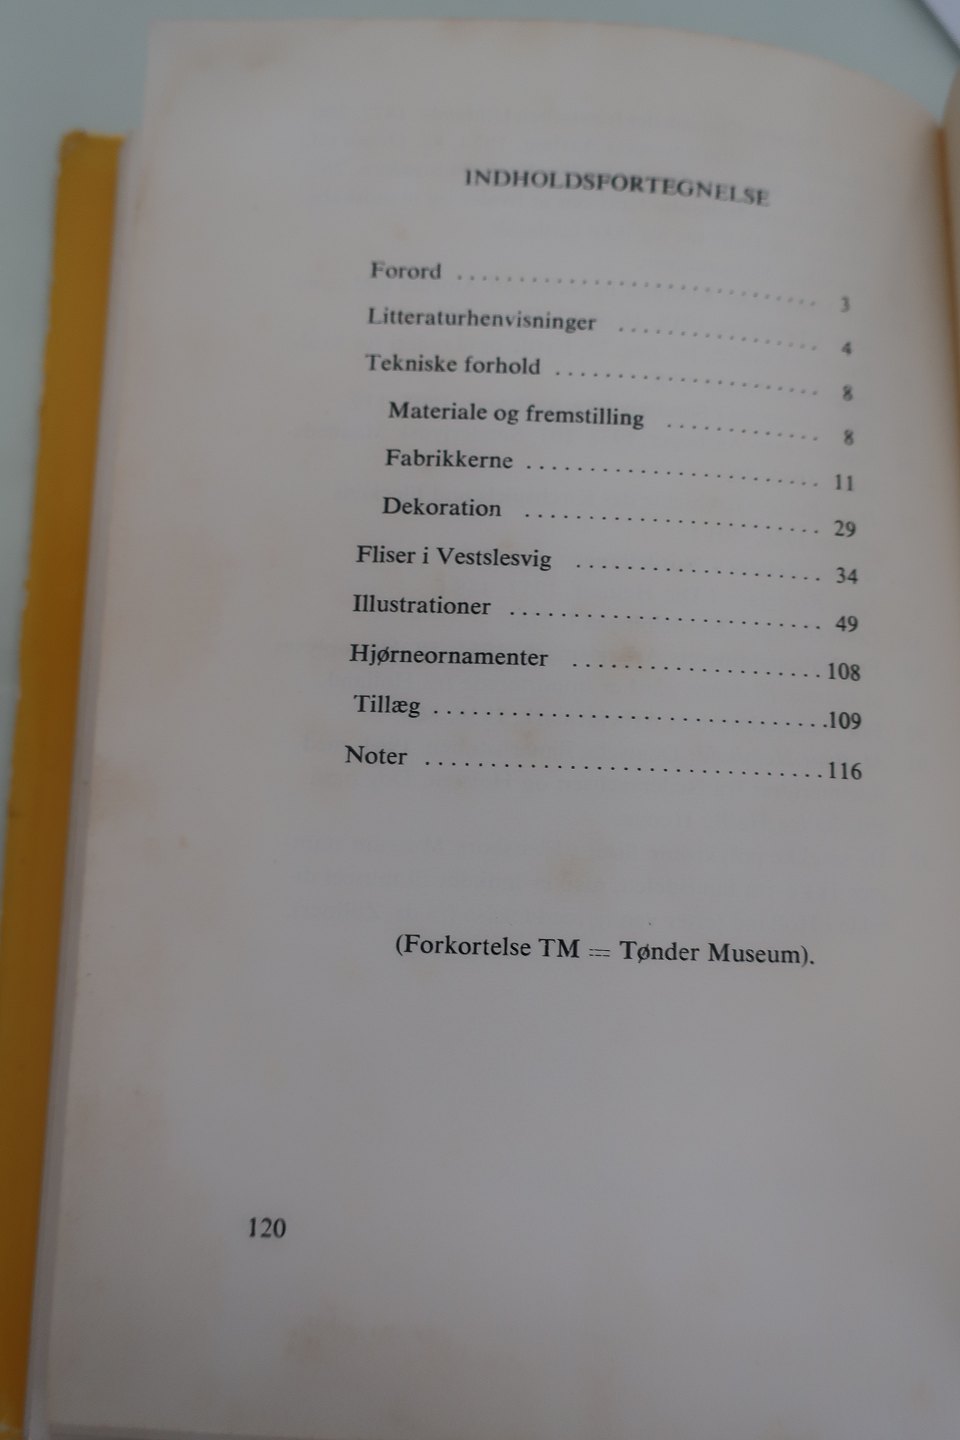 INDHOLDSFORTEGNELSE
Forord .............................. 3
Litteraturhenvisninger ................ 4
Tekniske forhold ..................... 8
Materiale og fremstilling ............ 8
Fabrikkerne ........................ 11
Dekoration ........................ 29
Fliser i Vestslesvig .................... 34
Illustrationer ......................... 49
Hjørneornamenter .................... 108
Tillæg ................................ 109
Noter ................................ 116
(Forkortelse TM = Tønder Museum).
120